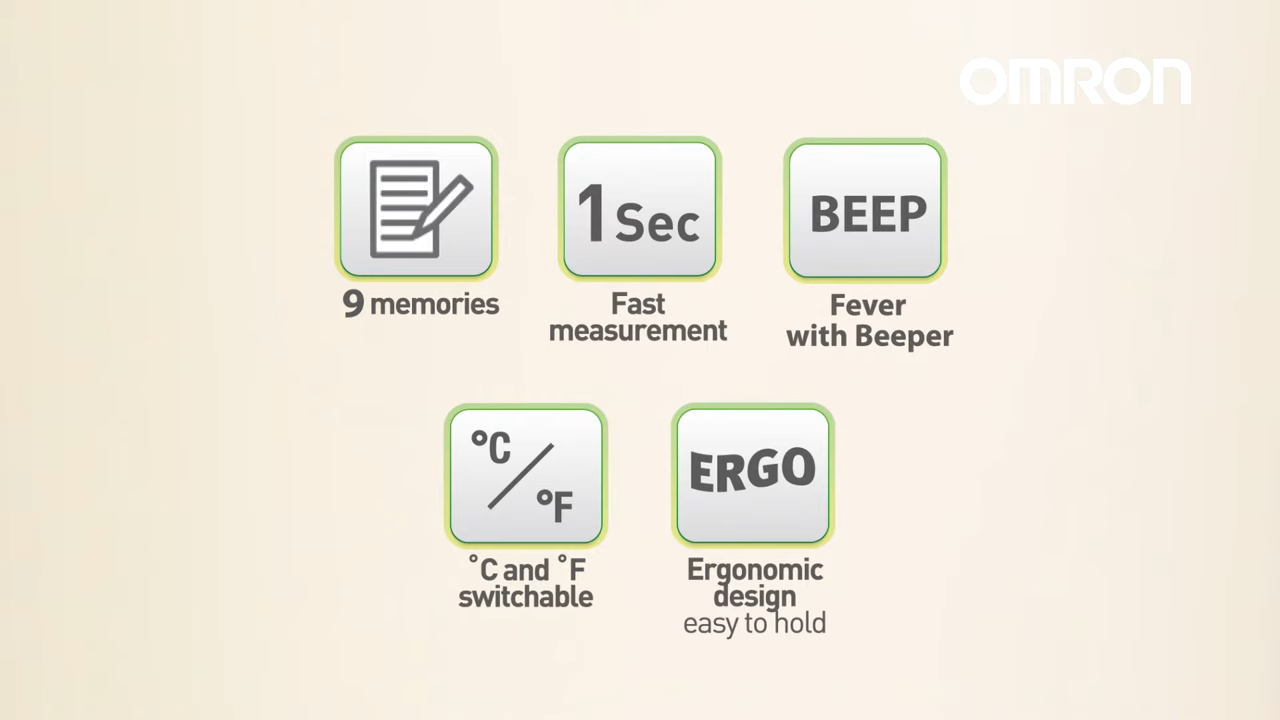 OMRON
1 Sec
BEEP
9 memories
Fast
measurement
Fever
with Beeper
°C/°F
ERGO
˚C and ˚F
switchable
Ergonomic
design
easy to hold